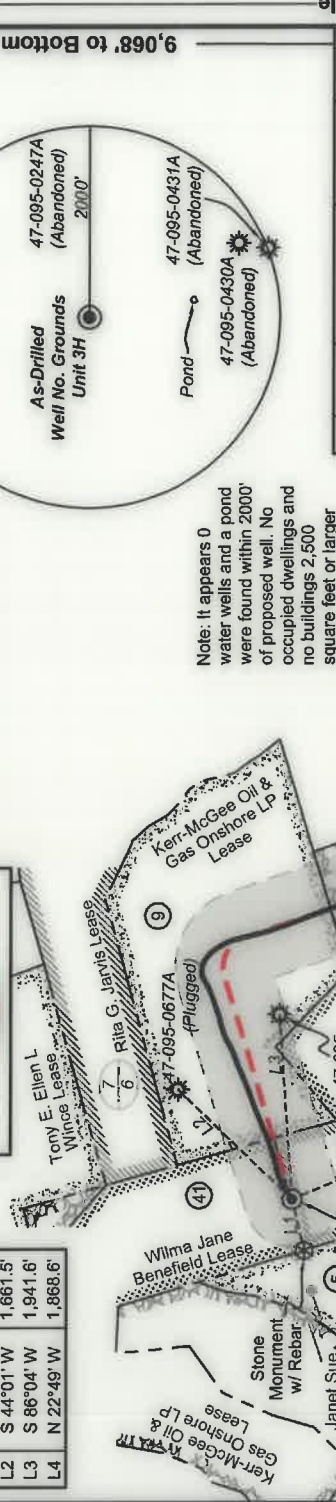 9,068' to Bottom
As-Drilled
Well No. Grounds
Unit 3H
47-095-0247A
(Abandoned)
2000'
Pond
47-095-0431A
(Abandoned)
47-095-0430A
(Abandoned)
Note: It appears 0
water wells and a pond
were found within 2000'
of proposed well. No
occupied dwellings and
no buildings 2,500
square feet or larger
L2 S 44°01' W 1,661.5'
L3 S 86°04' W 1,941.6'
L4 N 22°49' W 1,868.6'
Tony E. Ellen L
Wince Lease
7
6
Rita G. Jarvis Lease
Kerr-McGee Oil &
Gas Onshore LP
Lease
9
47-095-0677A
(Plugged)
41
L2
L3
L1
Wilma Jane
Benefield Lease
Stone
Monument
w/ Rebar
Kerr-McGee Oil &
Gas Onshore LP
Lease
Janet Sue